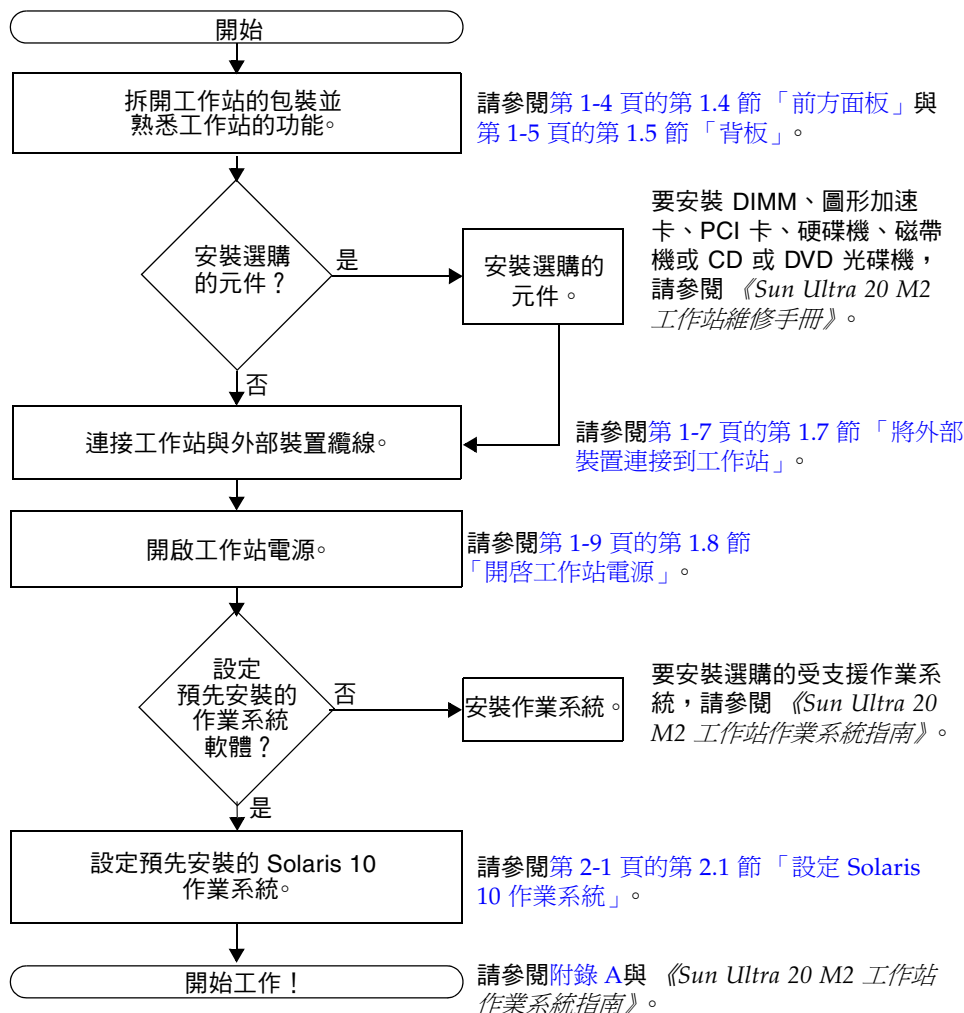 開始
拆開工作站的包裝並
熟悉工作站的功能。
請參閱第 1-4 頁的第 1.4 節「前方面板」與
第 1-5 頁的第 1.5 節「背板」。
安裝選購
的元件？
是
安裝選購的
元件。
要安裝 DIMM、圖形加速
卡、PCI 卡、硬碟機、磁帶
機或 CD 或 DVD 光碟機，
請參閱 《Sun Ultra 20 M2
工作站維修手冊》。
否
連接工作站與外部裝置纜線。
請參閱第 1-7 頁的第 1.7 節「將外部
裝置連接到工作站」。
開啟工作站電源。
請參閱第 1-9 頁的第 1.8 節
「開啓工作站電源」。
設定
預先安裝的
作業系統
軟體？
否
安裝作業系統。
要安裝選購的受支援作業系
統，請參閱 《Sun Ultra 20
M2 工作站作業系統指南》。
是
設定預先安裝的 Solaris 10
作業系統。
請參閱第 2-1 頁的第 2.1 節「設定 Solaris
10 作業系統」。
開始工作！
請參閱附錄 A與 《Sun Ultra 20 M2 工作站
作業系統指南》。